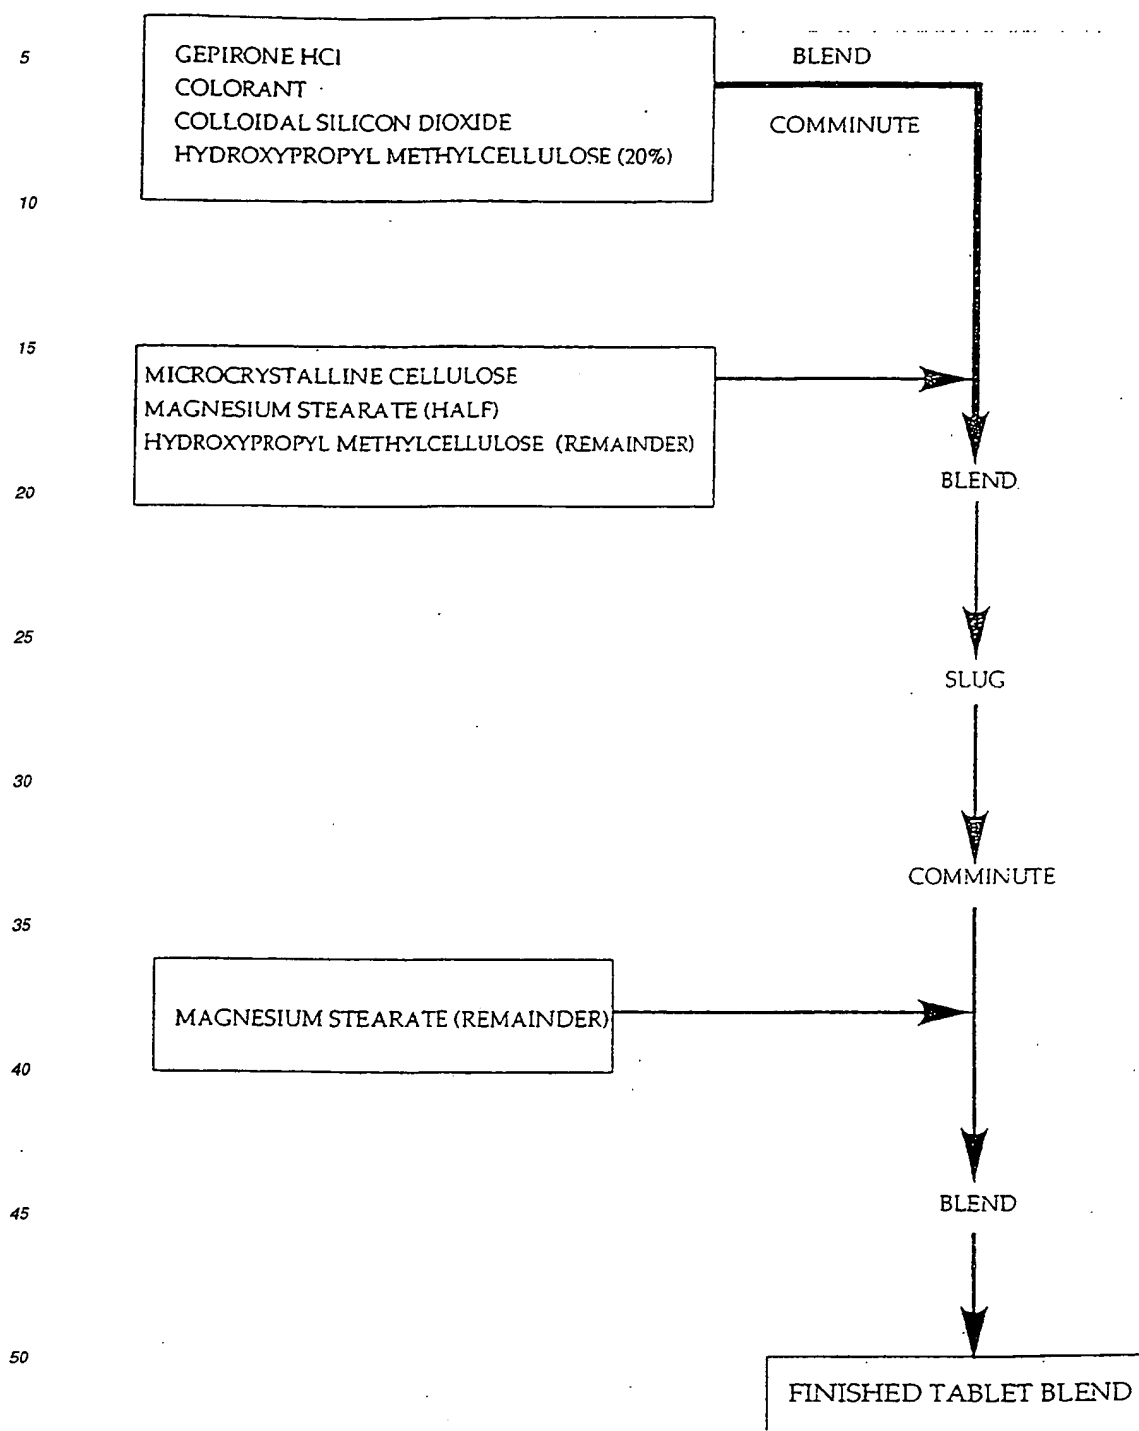 5
GEPIRONE HCl
COLORANT
COLLOIDAL SILICON DIOXIDE
HYDROXYPROPYL METHYLCELLULOSE (20%)
BLEND
COMMINUTE
10
15
MICROCRYSTALLINE CELLULOSE
MAGNESIUM STEARATE (HALF)
HYDROXYPROPYL METHYLCELLULOSE (REMAINDER)
20
BLEND
25
SLUG
30
COMMINUTE
35
MAGNESIUM STEARATE (REMAINDER)
40
45
BLEND
50
FINISHED TABLET BLEND